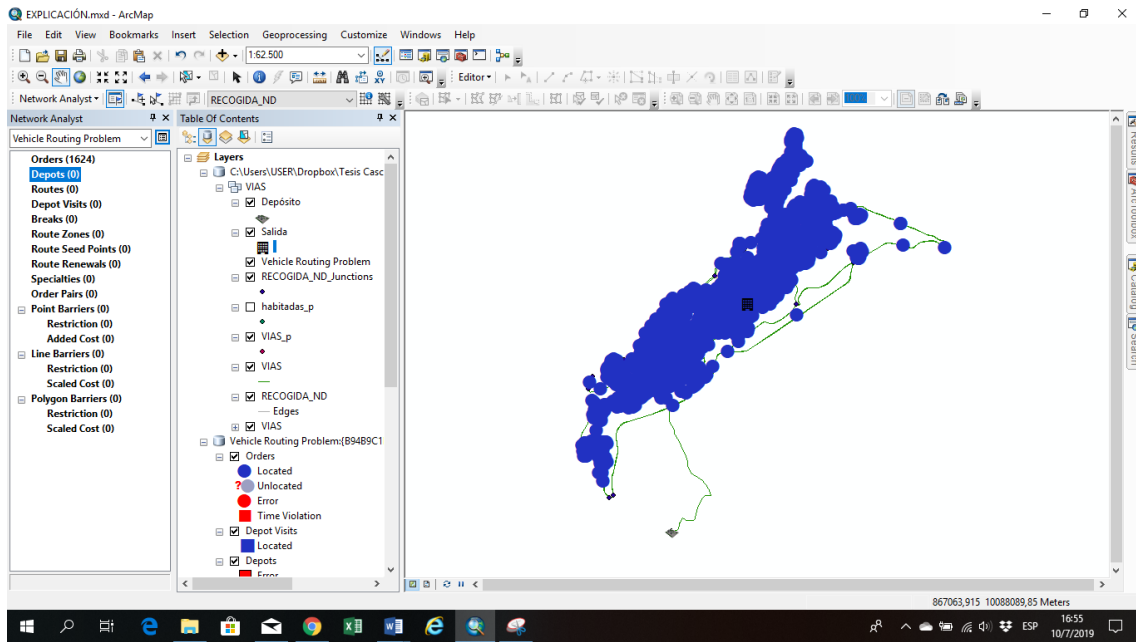 EXPLICACIÓN.mxd - ArcMap
File Edit View Bookmarks Insert Selection Geoprocessing Customize Windows Help
1:62.500
Editor
Network Analyst RECOGIDA_ND
Network Analyst
Vehicle Routing Problem
Orders (1624)
Depots (0)
Routes (0)
Depot Visits (0)
Breaks (0)
Route Zones (0)
Route Seed Points (0)
Route Renewals (0)
Specialties (0)
Order Pairs (0)
Point Barriers (0)
Restriction (0)
Added Cost (0)
Line Barriers (0)
Restriction (0)
Scaled Cost (0)
Polygon Barriers (0)
Restriction (0)
Scaled Cost (0)
Table Of Contents
Layers
C:\Users\USER\Dropbox\Tesis Casc
VIAS
Depósito
Salida
Vehicle Routing Problem
RECOGIDA_ND_Junctions
habitadas_p
VIAS_p
VIAS
RECOGIDA_ND
Edges
VIAS
Vehicle Routing Problem:{B94B9C1
Orders
Located
?
Unlocated
Error
Time Violation
Depot Visits
Located
Depots
Error
Results
ArcToolbox
Catalog
Search
867063,915 10088089,85 Meters
ESP
16:55
10/7/2019